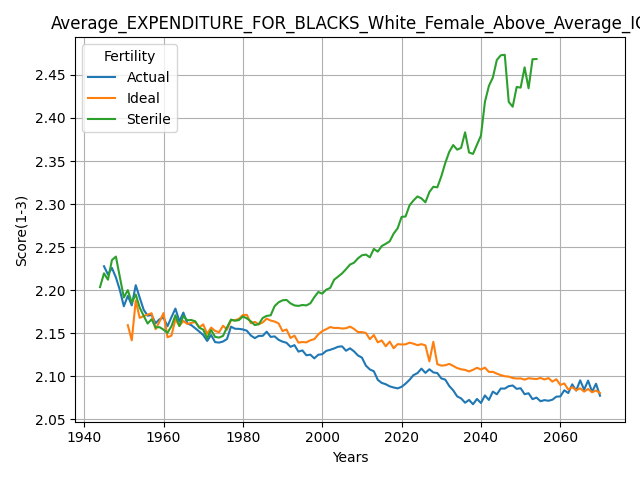 Average_EXPENDITURE_FOR_BLACKS_White_Female_Above_Average_IQ
Fertility
Actual
Ideal
Sterile
Score(1-3)
2.45
2.40
2.35
2.30
2.25
2.20
2.15
2.10
2.05
1940
1960
1980
2000
2020
2040
2060
Years